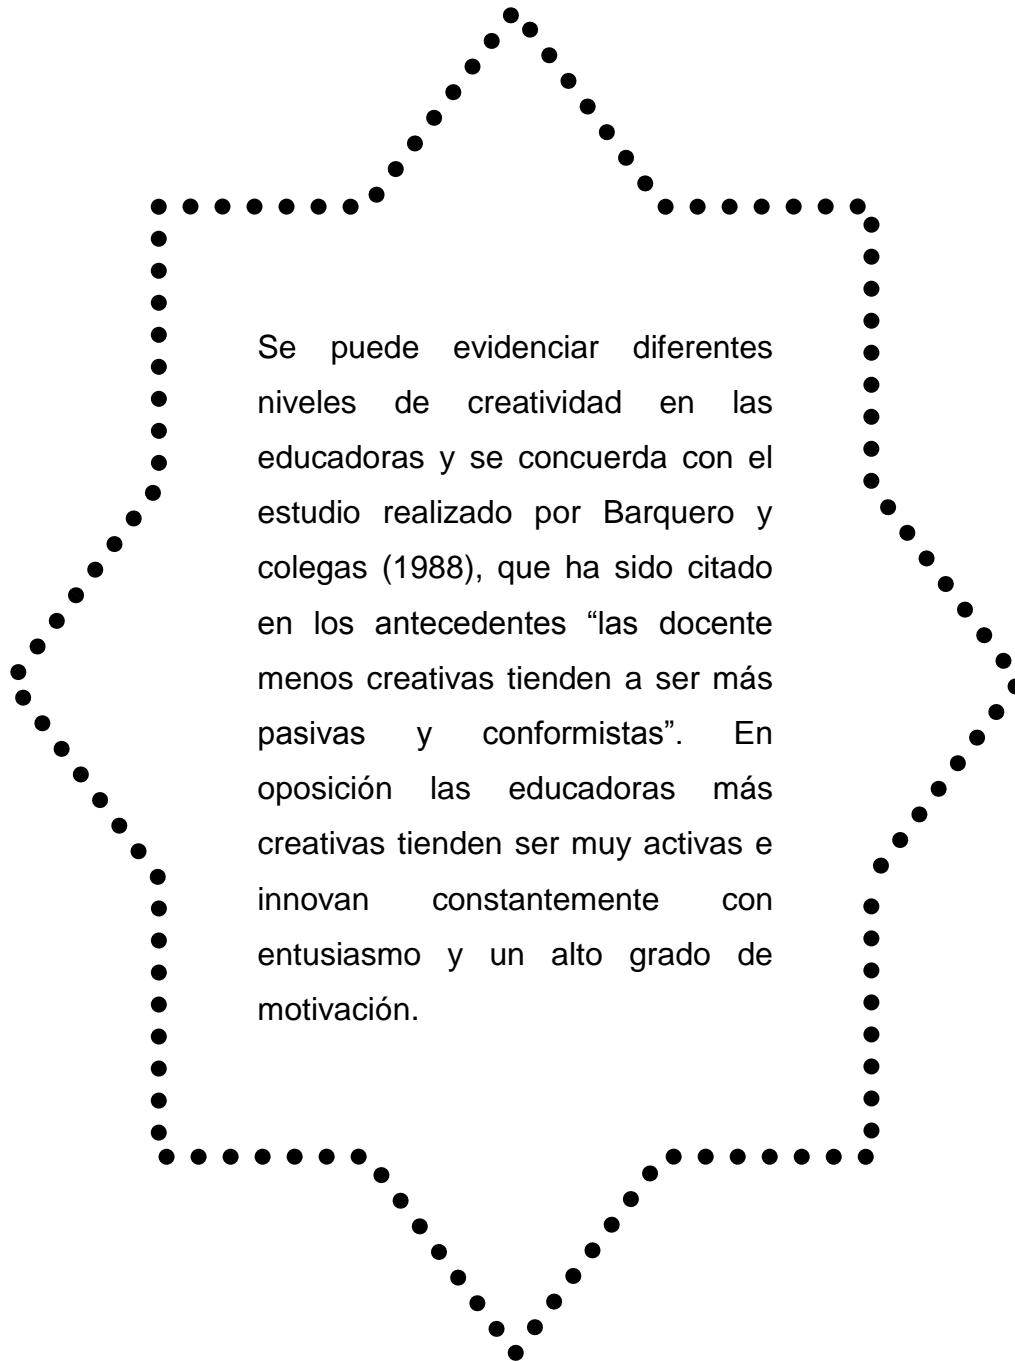 Se puede evidenciar diferentes
niveles de creatividad en las
educadoras y se concuerda con el
estudio realizado por Barquero y
colegas (1988), que ha sido citado
en los antecedentes “las docente
menos creativas tienden a ser más
pasivas y conformistas”. En
oposición las educadoras más
creativas tienden ser muy activas e
innovan constantemente con
entusiasmo y un alto grado de
motivación.